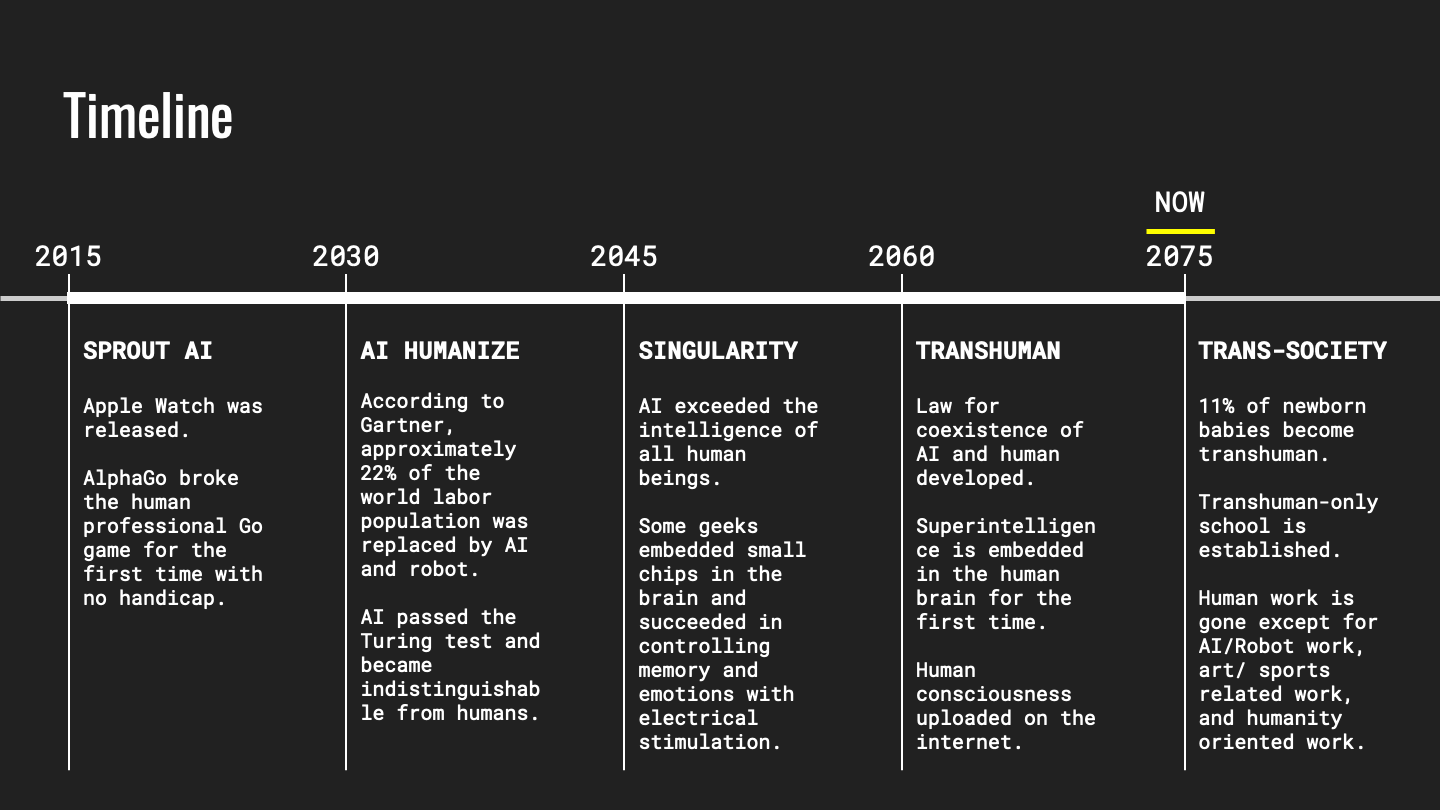 Timeline
NOW
2015
2030
2045
2060
2075
SPROUT AI
Apple Watch was
released.
AlphaGo broke
the human
professional Go
game for the
first time with
no handicap.
AI HUMANIZE
According to
Gartner,
approximately
22% of the
world labor
population was
replaced by AI
and robot.
AI passed the
Turing test and
became
indistinguishab
le from humans.
SINGULARITY
AI exceeded the
intelligence of
all human
beings.
Some geeks
embedded small
chips in the
brain and
succeeded in
controlling
memory and
emotions with
electrical
stimulation.
TRANSHUMAN
Law for
coexistence of
AI and human
developed.
Superintelligen
ce is embedded
in the human
brain for the
first time.
Human
consciousness
uploaded on the
internet.
TRANS-SOCIETY
11% of newborn
babies become
transhuman.
Transhuman-only
school is
established.
Human work is
gone except for
AI/Robot work,
art/ sports
related work,
and humanity
oriented work.